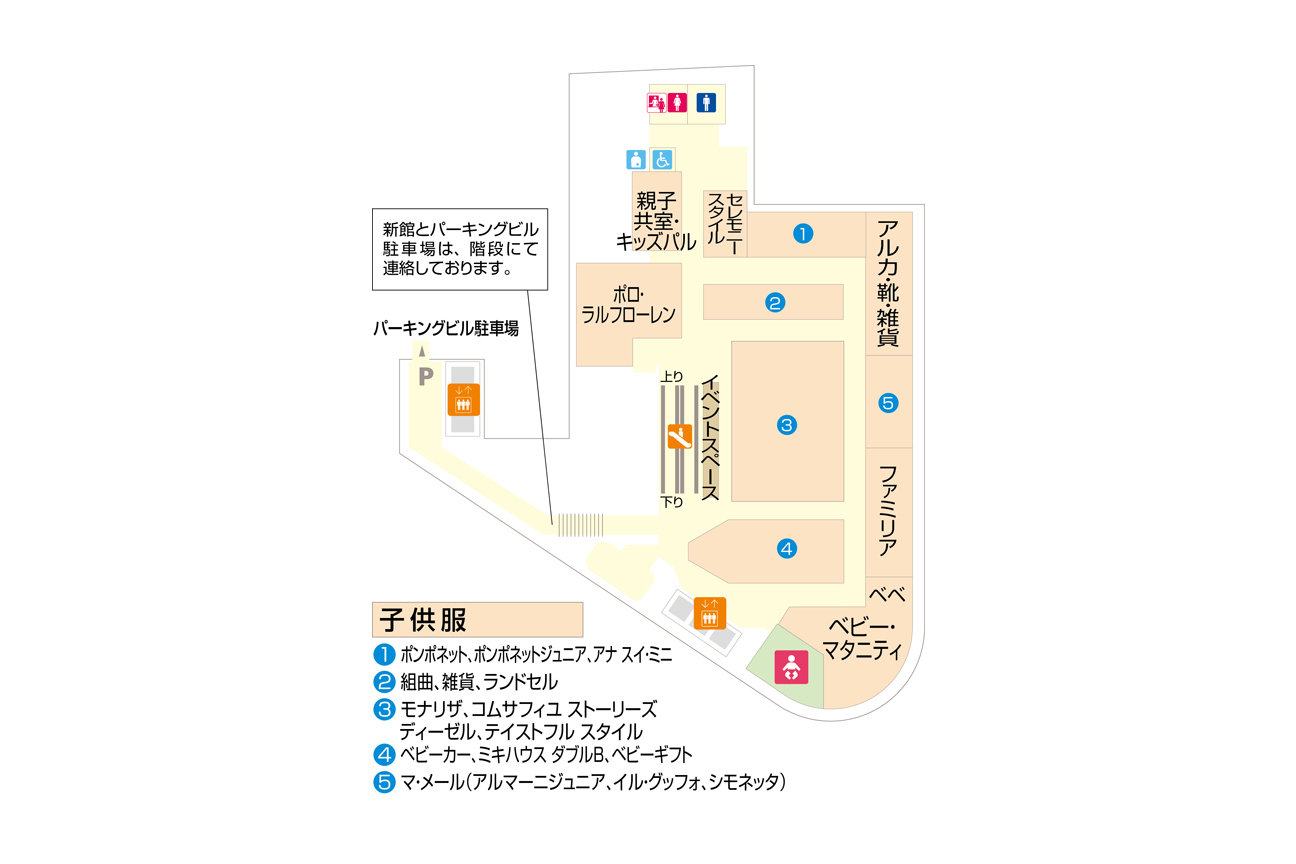 親子
共室・
キッズパル
セレモニー
スタイル
1
アルカ・靴・雑貨
新館とパーキングビル
駐車場は、階段にて
連絡しております。
ポロ・
ラルフローレン
2
パーキングビル駐車場
P
上り
イベントスペース
下り
3
5
ファミリア
4
べべ
ベビー・
マタニティ
子供服
1 ポンポネット、ポンポネットジュニア、アナ スイ・ミニ
2 組曲、雑貨、ランドセル
3 モナリザ、コムサフィユ ストーリーズ
ディーゼル、テイストフル スタイル
4 ベビーカー、ミキハウス ダブルB、ベビーギフト
5 マ・メール（アルマーニジュニア、イル・グッフォ、シモネッタ）